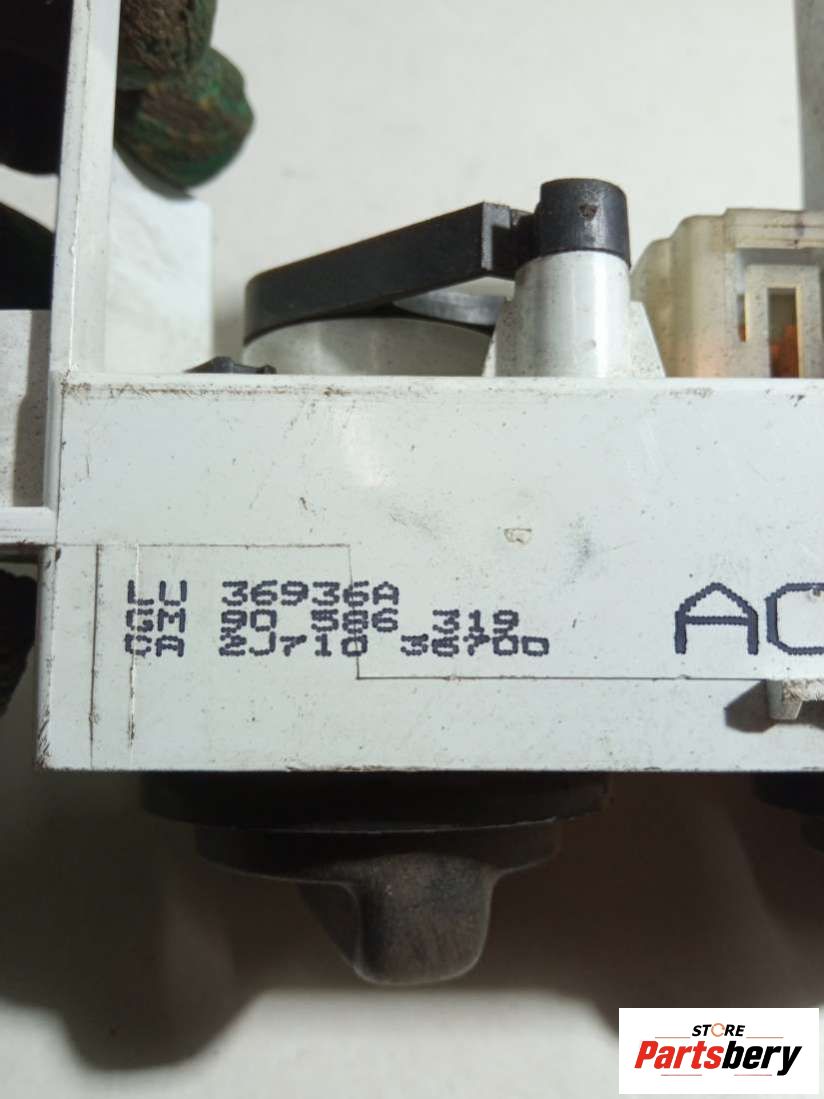 LU 36936A
GM 90 586 319
CA 2J710 36700
AC
STORE
Partsbery